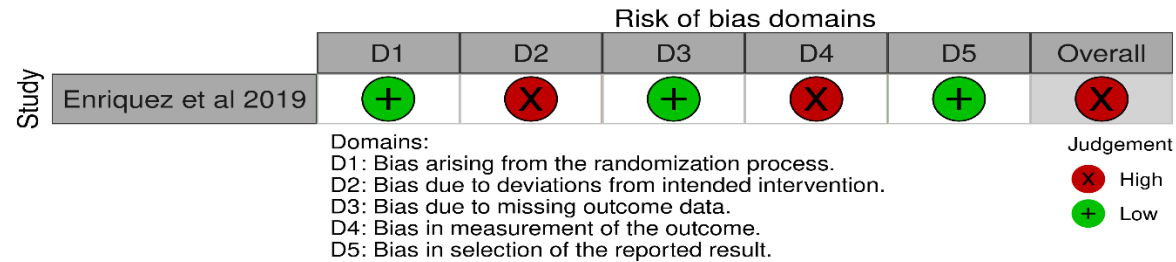 Risk of bias domains
D1 D2 D3 D4 D5 Overall
Study
Enriquez et al 2019 + X + X + X
Domains:
D1: Bias arising from the randomization process.
D2: Bias due to deviations from intended intervention.
D3: Bias due to missing outcome data.
D4: Bias in measurement of the outcome.
D5: Bias in selection of the reported result.
Judgement
X High
+ Low